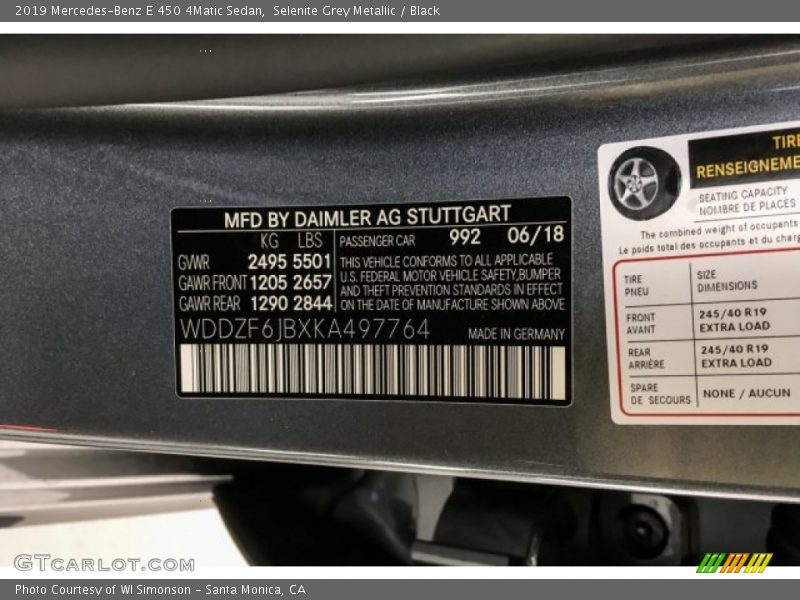 2019 Mercedes-Benz E 450 4Matic Sedan,  Selenite Grey Metallic / Black
MFD BY DAIMLER AG STUTTGART
KG LBS
GVWR 2495 5501
GAWR FRONT 1205 2657
GAWR REAR 1290 2844
PASSENGER CAR 992 06/18
THIS VEHICLE CONFORMS TO ALL APPLICABLE
U.S. FEDERAL MOTOR VEHICLE SAFETY,BUMPER
AND THEFT PREVENTION STANDARDS IN EFFECT
ON THE DATE OF MANUFACTURE SHOWN ABOVE
WDDZF6JBXKA497764
MADE IN GERMANY
TIRE
SEATING CAPACITY
NOMBRE DE PLACES
The combined weight of occupants
Le poids total des occupants et du
TIRE
PNEU
SIZE
DIMENSIONS
FRONT
AVANT
245/40 R19
EXTRA LOAD
REAR
ARRIÈRE
245/40 R19
EXTRA LOAD
SPARE
DE SECOURS
NONE / AUCUN
GTCARLOT.COM
Photo Courtesy of WI Simonson - Santa Monica, CA